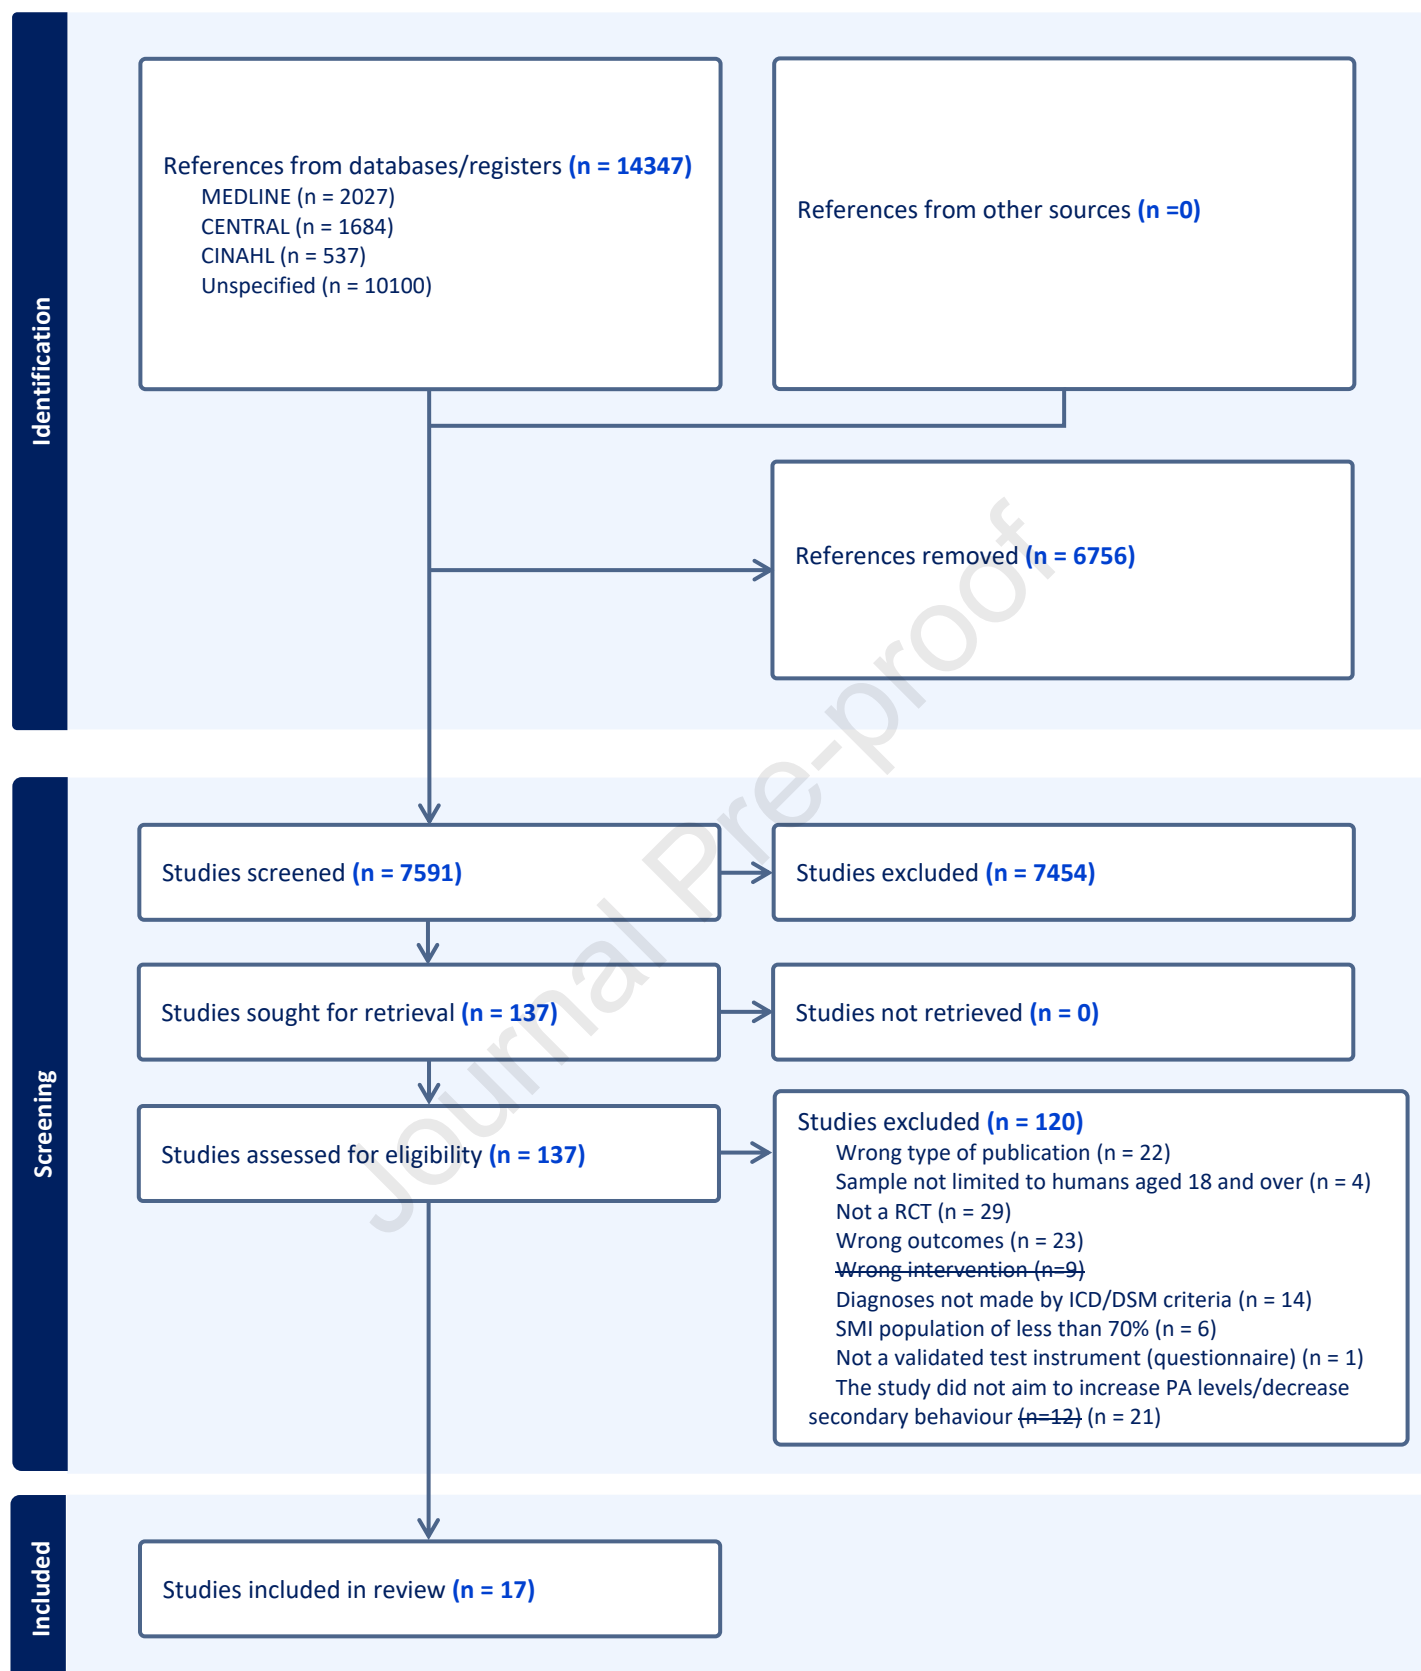 Identification
References from databases/registers (n = 14347)
MEDLINE (n = 2027)
CENTRAL (n = 1684)
CINAHL (n = 537)
Unspecified (n = 10100)
References from other sources (n =0)
References removed (n = 6756)
Screening
Studies screened (n = 7591)
Studies excluded (n = 7454)
Studies sought for retrieval (n = 137)
Studies not retrieved (n = 0)
Studies assessed for eligibility (n = 137)
Studies excluded (n = 120)
Wrong type of publication (n = 22)
Sample not limited to humans aged 18 and over (n = 4)
Not a RCT (n = 29)
Wrong outcomes (n = 23)
Wrong intervention (n=9)
Diagnoses not made by ICD/DSM criteria (n = 14)
SMI population of less than 70% (n = 6)
Not a validated test instrument (questionnaire) (n = 1)
The study did not aim to increase PA levels/decrease
secondary behaviour (n=12) (n = 21)
Included
Studies included in review (n = 17)
Journal Pre-proof